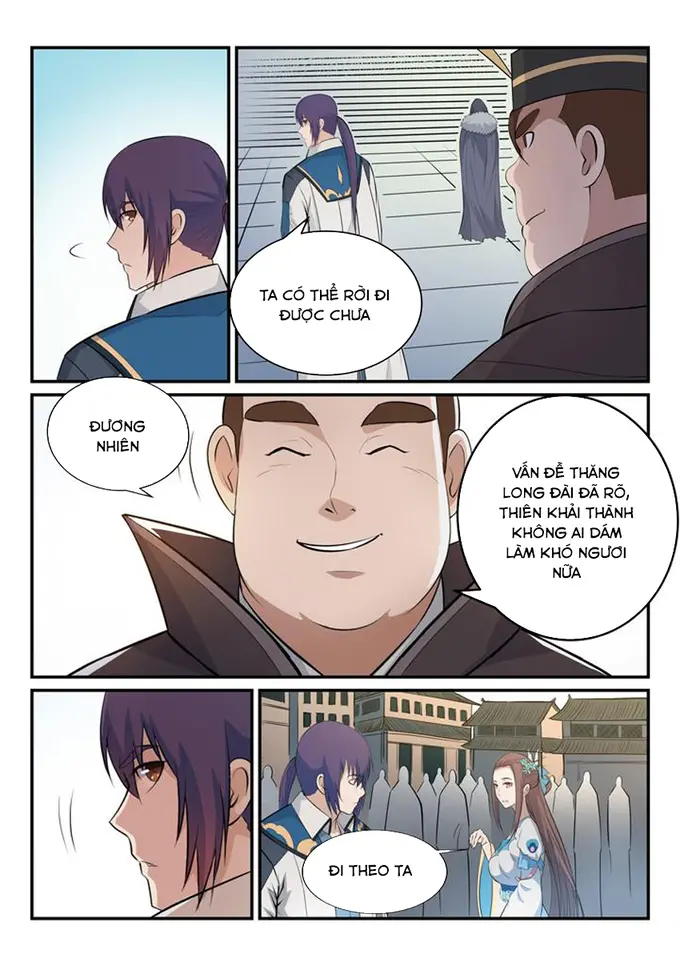 TA CÓ THỂ RỜI ĐI
ĐƯỢC CHƯA
ĐƯƠNG
NHIÊN
VẤN ĐỀ THĂNG
LONG ĐÀI ĐÃ RÕ,
THIÊN KHẢI THÀNH
KHÔNG AI DÁM
LÀM KHÓ NGƯƠI
NỮA
ĐI THEO TA